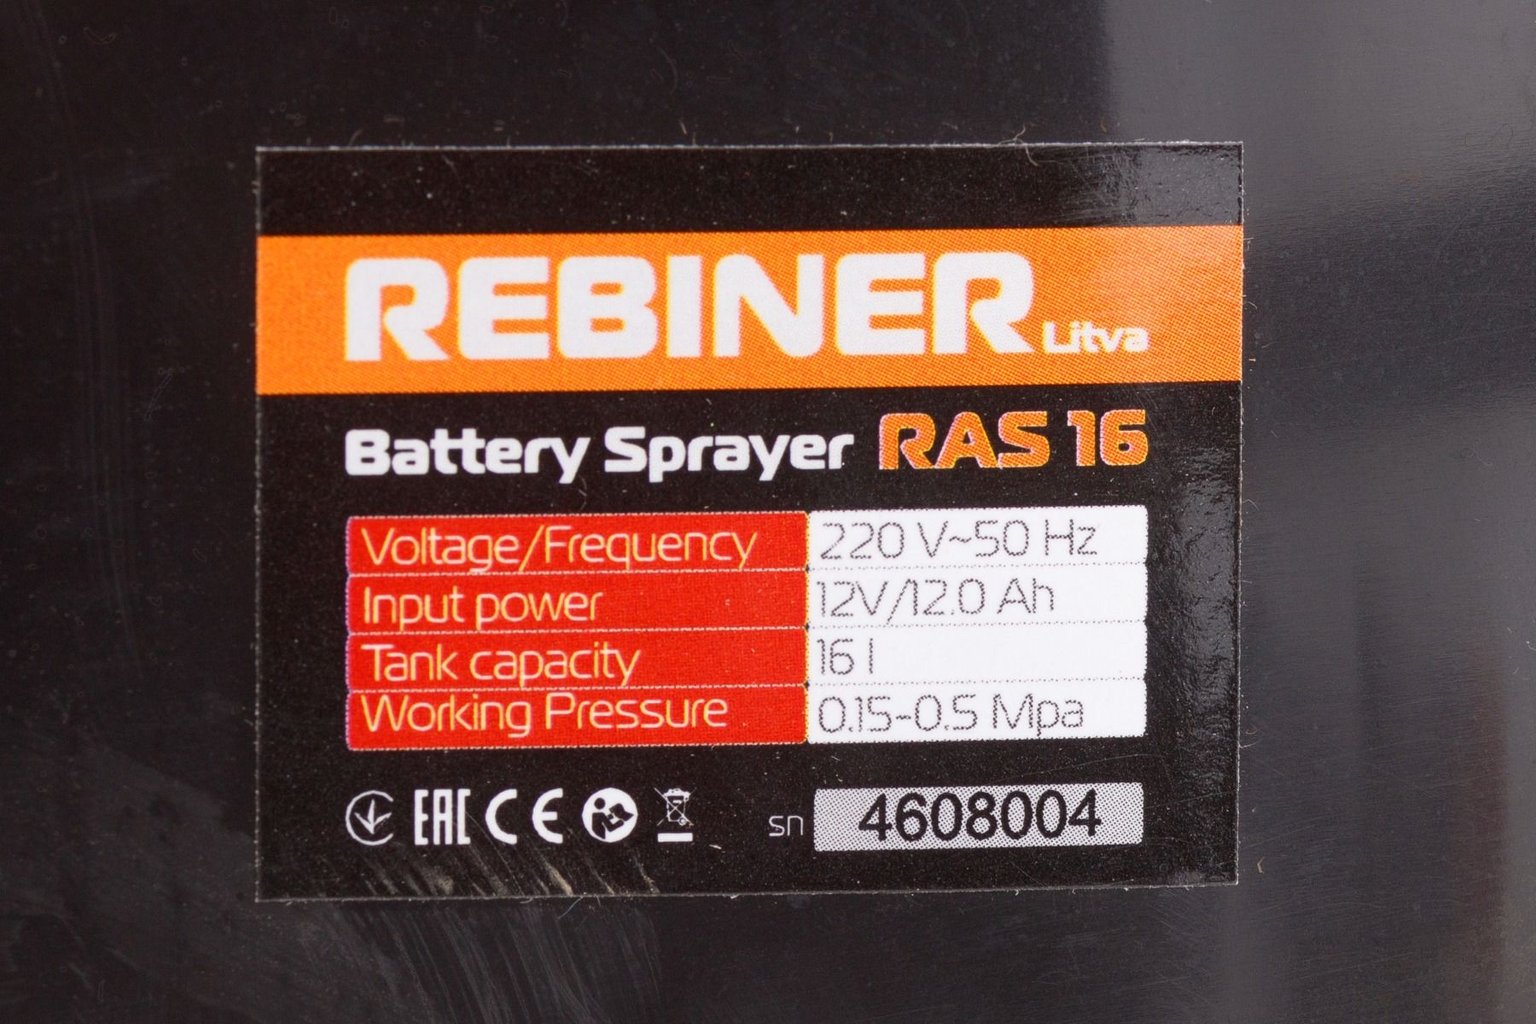 REBINER Litva
Battery Sprayer RAS 16
Voltage/Frequency 220 V~50 Hz
Input power 12V/12.0 Ah
Tank capacity 16 l
Working Pressure 0.15-0.5 Mpa
EAC CE sn 4608004